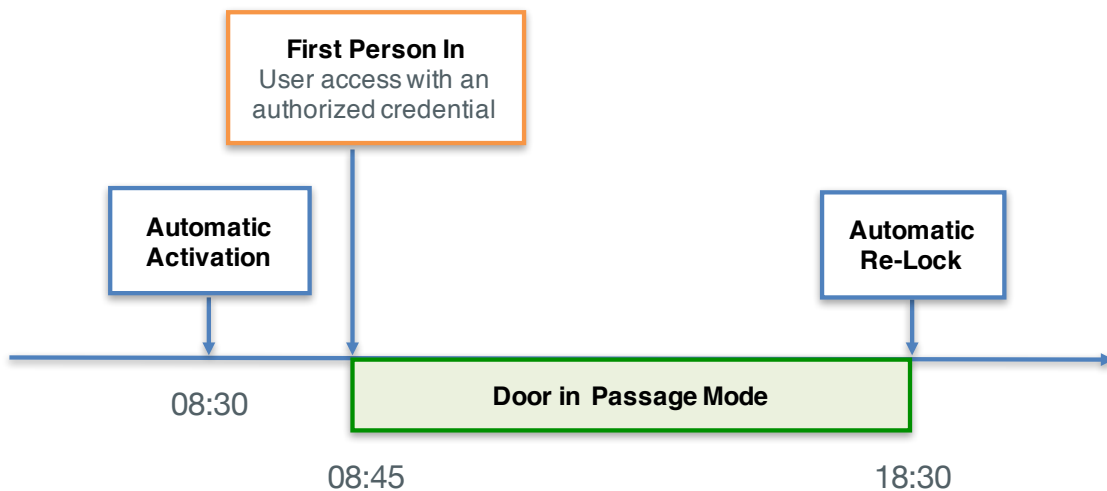 First Person In
User access with an
authorized credential
Automatic
Activation
Automatic
Re-Lock
Door in Passage Mode
08:30
08:45
18:30